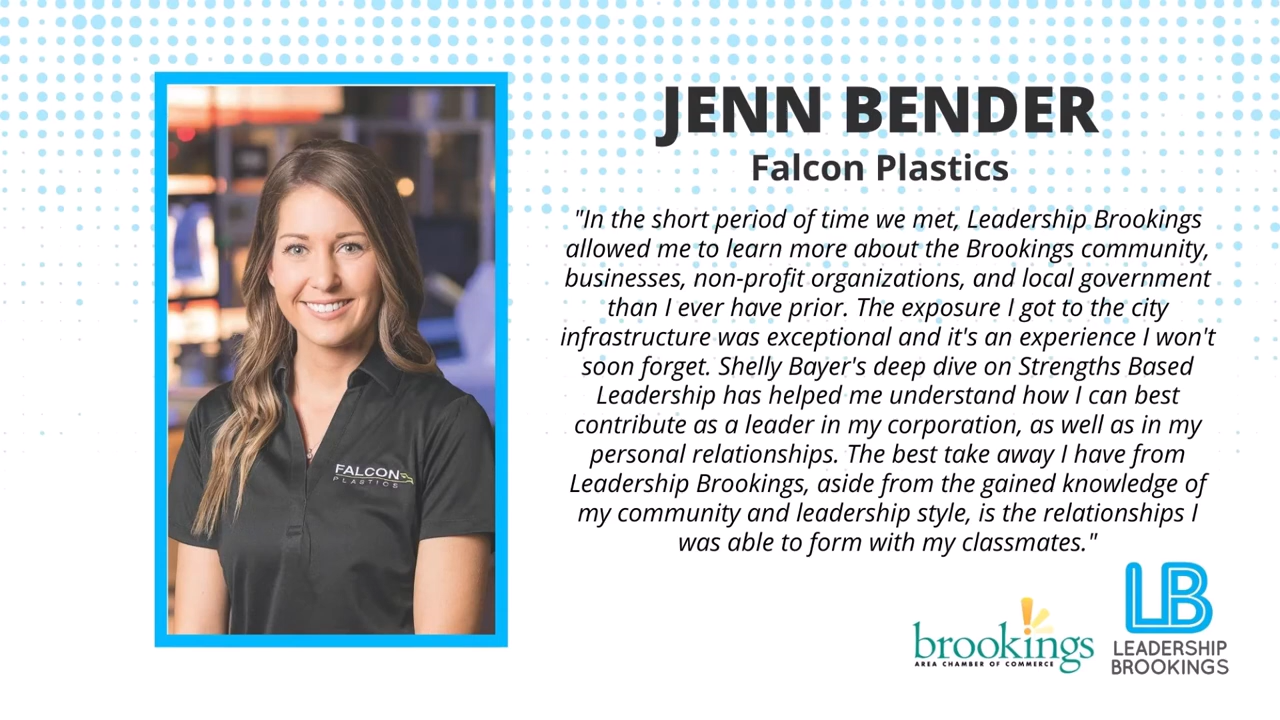 JENN BENDER
Falcon Plastics
"In the short period of time we met, Leadership Brookings
allowed me to learn more about the Brookings community,
businesses, non-profit organizations, and local government
than I ever have prior. The exposure I got to the city
infrastructure was exceptional and it's an experience I won't
soon forget. Shelly Bayer's deep dive on Strengths Based
Leadership has helped me understand how I can best
contribute as a leader in my corporation, as well as in my
personal relationships. The best take away I have from
Leadership Brookings, aside from the gained knowledge of
my community and leadership style, is the relationships I
was able to form with my classmates."
FALCON
PLASTICS
brookings
AREA CHAMBER OF COMMERCE
LB
LEADERSHIP
BROOKINGS